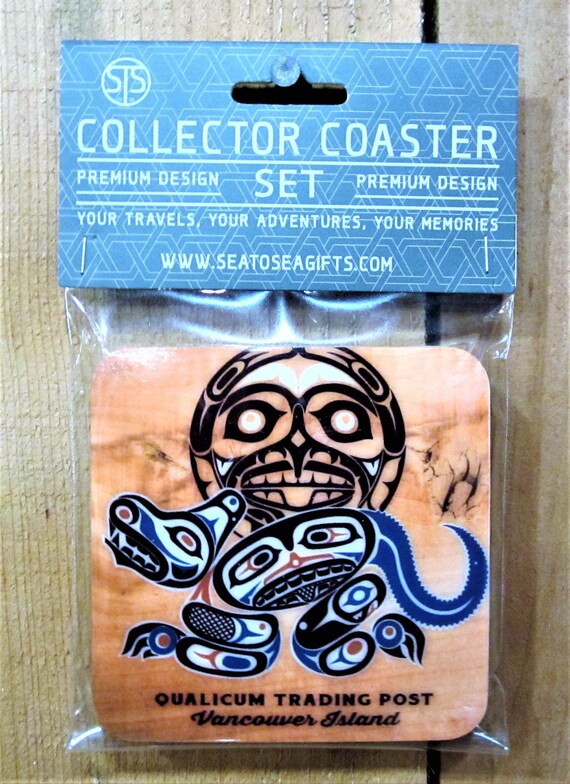 STS
COLLECTOR COASTER
PREMIUM DESIGN SET PREMIUM DESIGN
YOUR TRAVELS, YOUR ADVENTURES, YOUR MEMORIES
WWW.SEATOSEAGIFTS.COM
QUALICUM TRADING POST
Vancouver Island